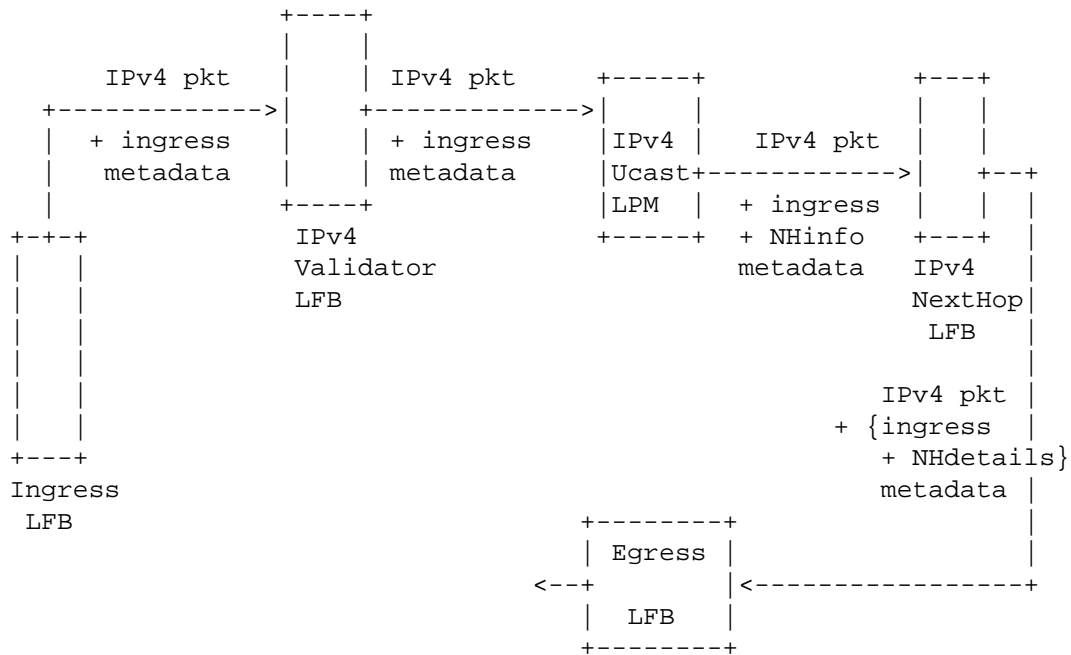 IPv4 pkt IPv4 pkt
+ ingress + ingress IPv4 IPv4 pkt
metadata metadata Ucast
LPM + ingress
IPv4 + NHinfo
Validator metadata IPv4
LFB NextHop
LFB
IPv4 pkt
+ {ingress
+ NHdetails}
Ingress metadata
LFB
Egress
LFB